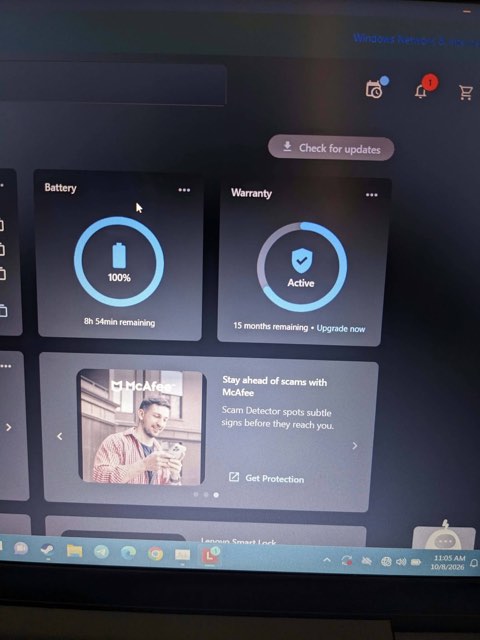 1
Check for updates
Battery
100%
8h 54min remaining
Warranty
Active
15 months remaining • Upgrade now
McAfee
Stay ahead of scams with
McAfee
Scam Detector spots subtle
signs before they reach you.
Get Protection
Lenovo Smart Lock
L
11:05 AM
10/6/2026